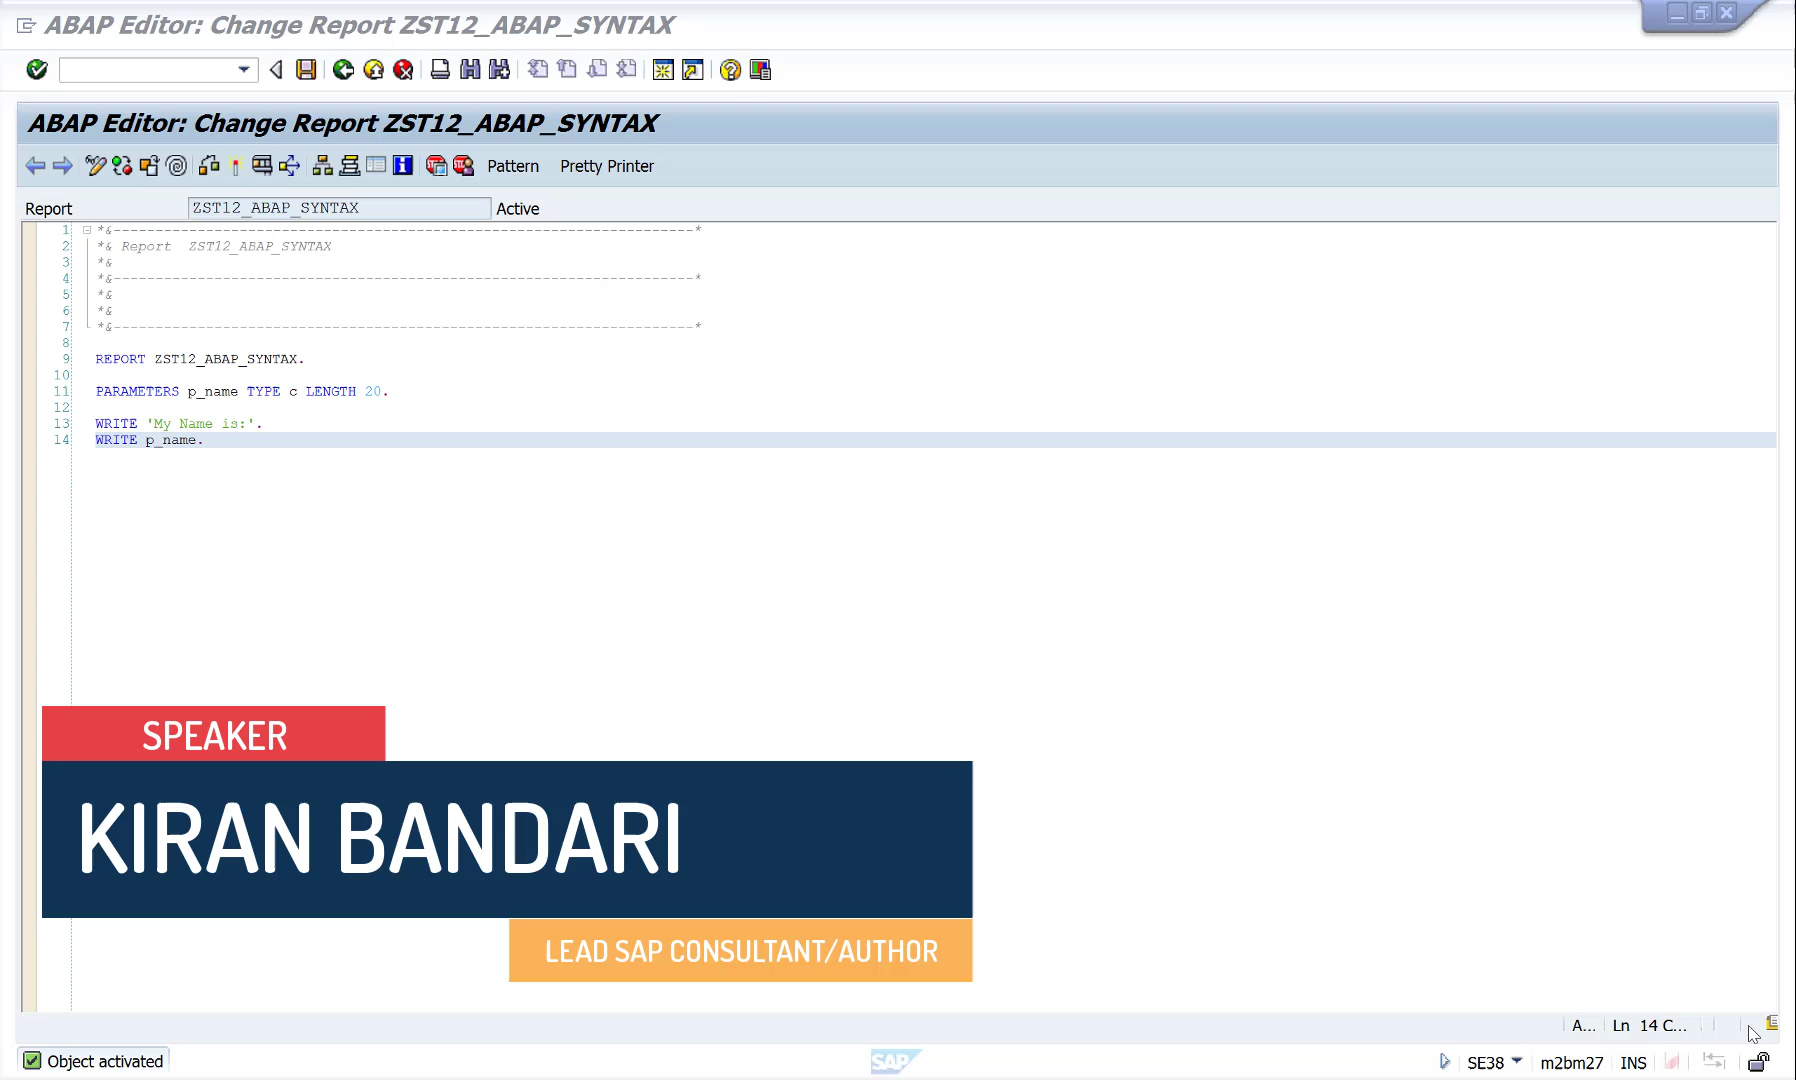 ABAP Editor: Change Report ZST12_ABAP_SYNTAX
ABAP Editor: Change Report ZST12_ABAP_SYNTAX
Pattern Pretty Printer
Report ZST12_ABAP_SYNTAX Active
1 *&---------------------------------------------------------------------*
2 *& Report ZST12_ABAP_SYNTAX
3 *&
4 *&---------------------------------------------------------------------*
5 *&
6 *&
7 *&---------------------------------------------------------------------*
8
9 REPORT ZST12_ABAP_SYNTAX.
10
11 PARAMETERS p_name TYPE c LENGTH 20.
12
13 WRITE 'My Name is:'.
14 WRITE p_name.
SPEAKER
KIRAN BANDARI
LEAD SAP CONSULTANT/AUTHOR
A... Ln 14 C...
Object activated SAP SE38 m2bm27 INS